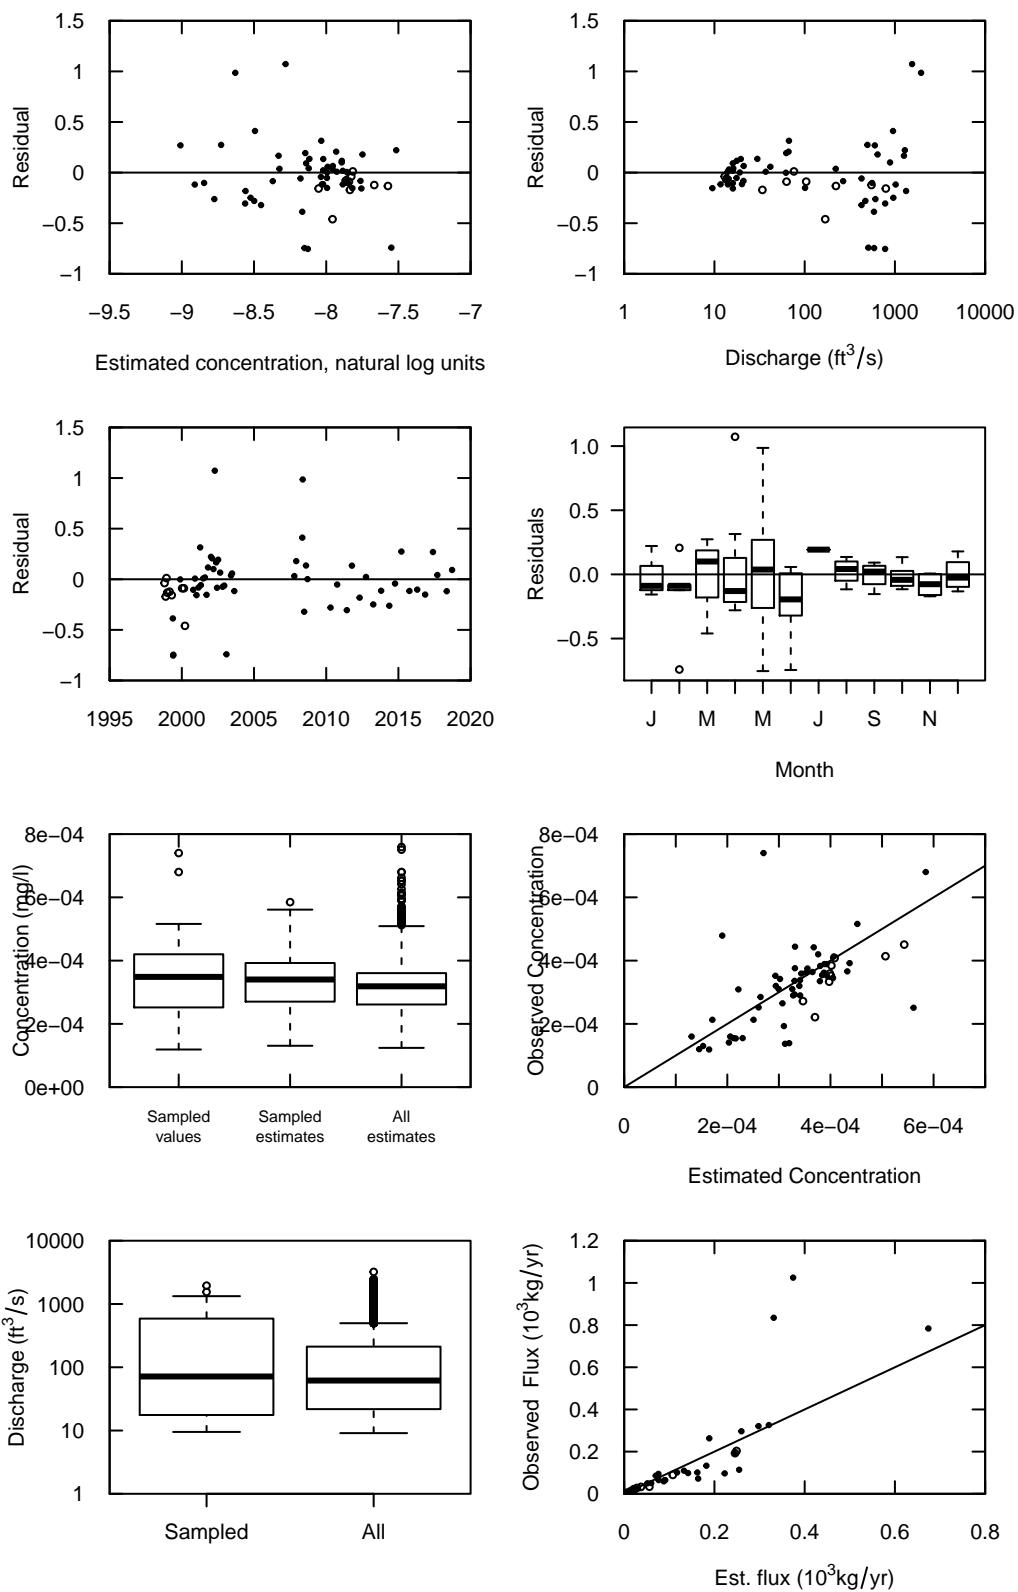 1.5
1
0.5
0
−0.5
−1
Residual
−9.5 −9 −8.5 −8 −7.5 −7
Estimated concentration, natural log units
1.5
1
0.5
0
−0.5
−1
Residual
1 10 100 1000 10000
Discharge (ft³/s)
1.5
1
0.5
0
−0.5
−1
Residual
1995 2000 2005 2010 2015 2020
1.0
0.5
0.0
−0.5
Residuals
J M M J S N
Month
8e−04
6e−04
4e−04
2e−04
0e+00
Concentration (mg/l)
Sampled Sampled All
values estimates estimates
8e−04
6e−04
4e−04
2e−04
0
Observed Concentration
0 2e−04 4e−04 6e−04
Estimated Concentration
10000
1000
100
10
1
Discharge (ft³/s)
Sampled All
1.2
1
0.8
0.6
0.4
0.2
0
Observed Flux (10³kg/yr)
0 0.2 0.4 0.6 0.8
Est. flux (10³kg/yr)